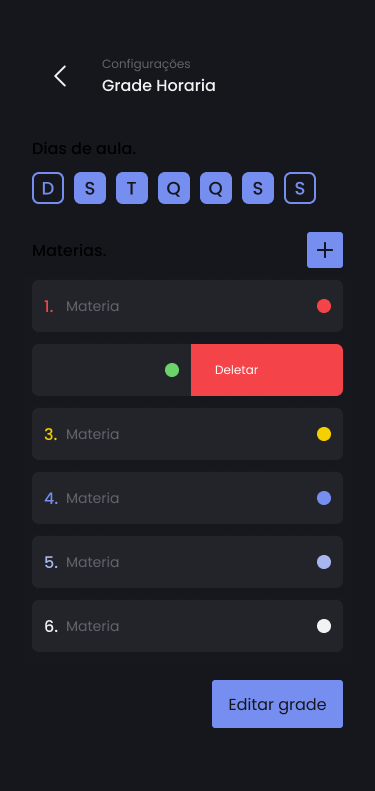 Configurações
Grade Horaria
Dias de aula.
D S T Q Q S S
Materias.
1. Materia
Deletar
3. Materia
4. Materia
5. Materia
6. Materia
Editar grade